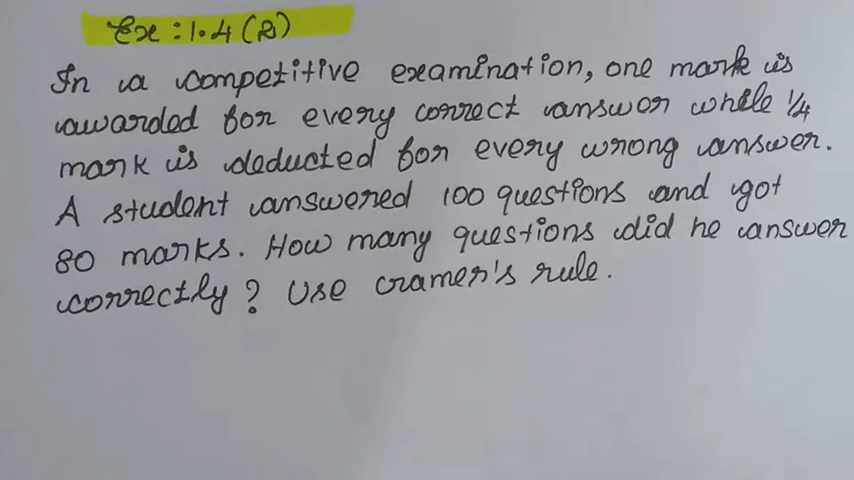 Ex : 1.4 (2)
In a competitive examination, one mark is
awarded for every correct answer while 1/4
mark is deducted for every wrong answer.
A student answered 100 questions and got
80 marks. How many questions did he answer
correctly? Use cramer's rule.